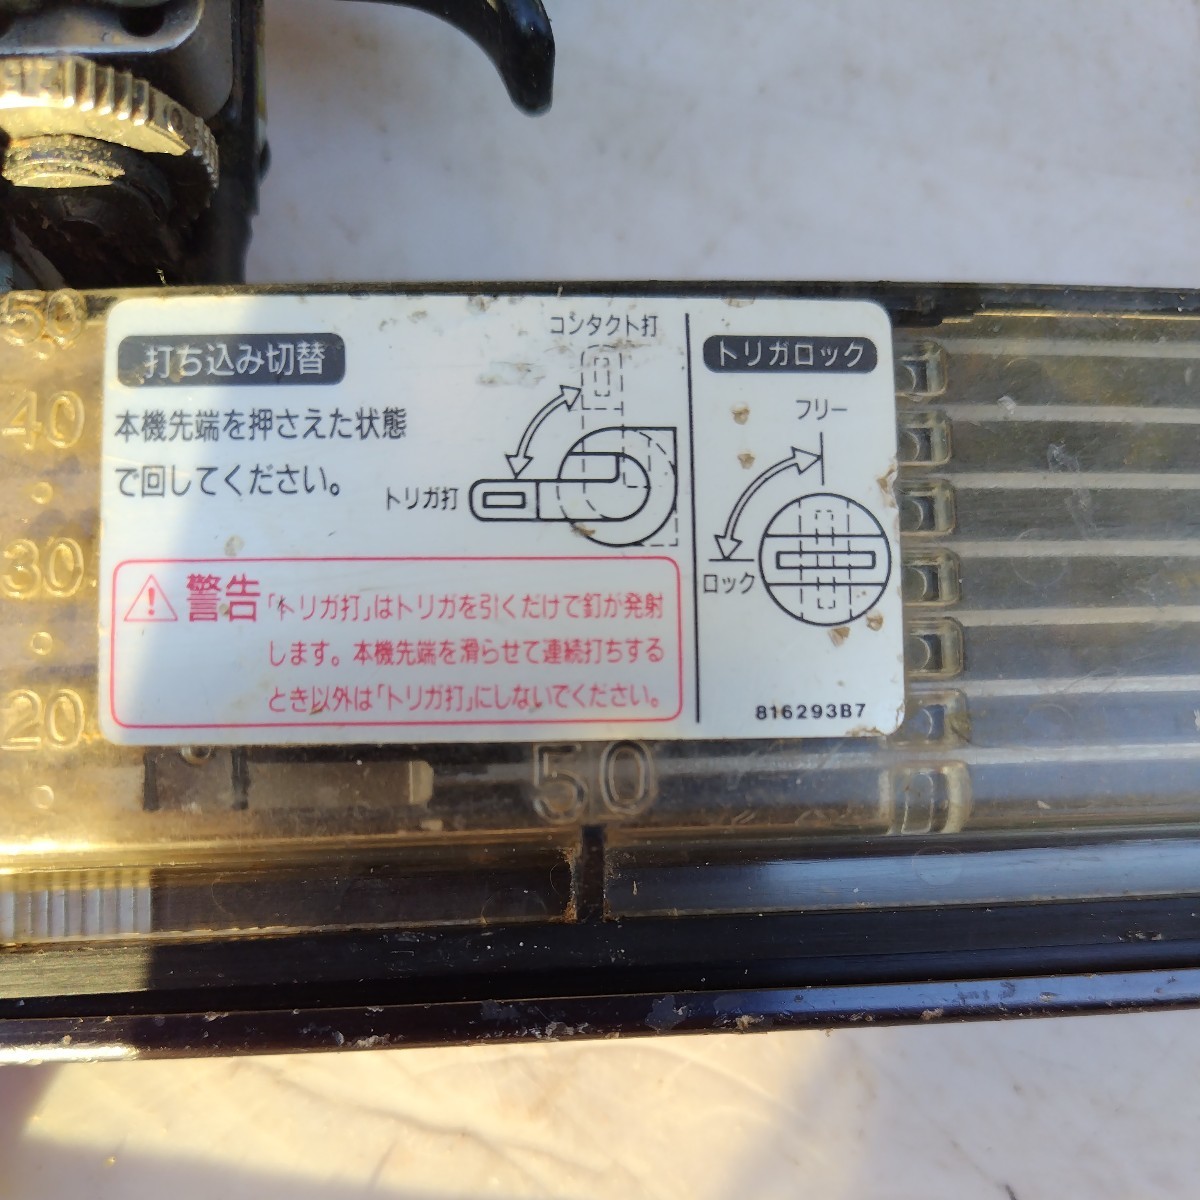 打ち込み切替
本機先端を押さえた状態
で回してください。
コンタクト打
トリガ打
トリガロック
フリー
ロック
警告
「トリガ打」はトリガを引くだけで釘が発射
します。本機先端を滑らせて連続打ちする
とき以外は「トリガ打」にしないでください。
816293B7
50
40
30
20
50